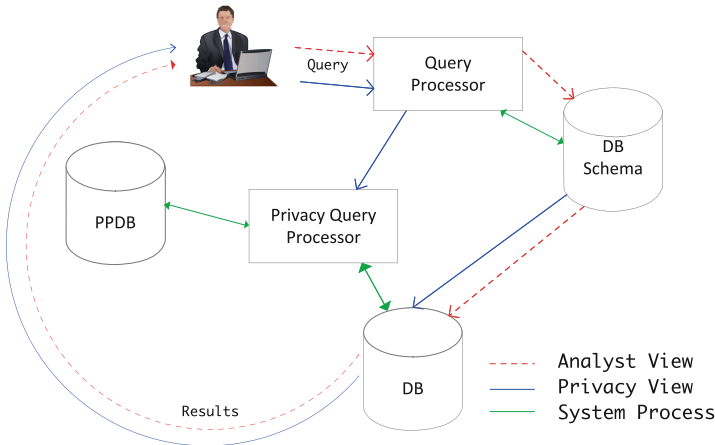 Query
Query
Processor
DB
Schema
PPDB
Privacy Query
Processor
DB
Results
Analyst View
Privacy View
System Process